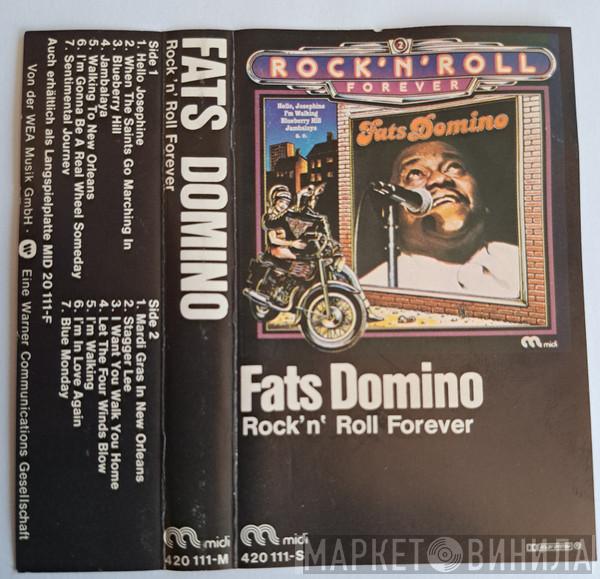 Side 1
1. Hello Josephine
2. When The Saints Go Marching In
3. Blueberry Hill
4. Jambalaya
5. Walking To New Orleans
6. I'm Gonna Be A Real Wheel Someday
7. Sentimental Journey
Side 2
1. Mardi Gras In New Orleans
2. Stagger Lee
3. I Want You Walk You Home
4. Let The Four Winds Blow
5. I'm Walking
6. I'm In Love Again
7. Blue Monday
Auch erhältlich als Langspielplatte MID 20 111-F
Von der WEA Musik GmbH · Eine Warner Communications Gesellschaft
FATS DOMINO
Rock 'n' Roll Forever
midi
420 111-M
2
ROCK'N'ROLL
FOREVER
Hello, Josephine
I'm Walking
Blueberry Hill
Jambalaya
a. o.
Fats Domino
midi
Fats Domino
Rock'n' Roll Forever
midi
420 111-S
МАРКЕТ ВИНИЛА